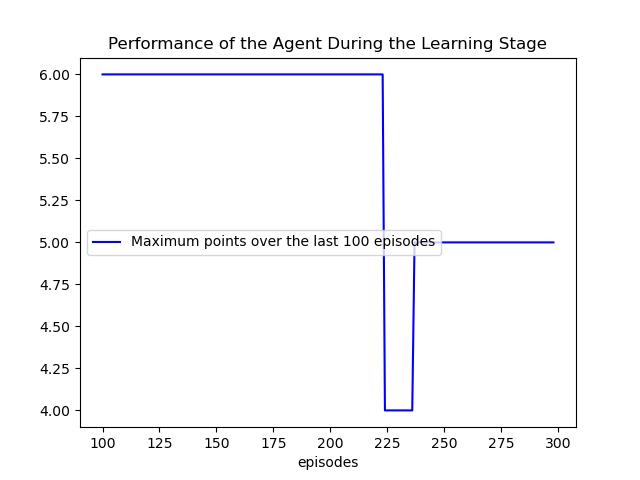 Performance of the Agent During the Learning Stage
6.00
5.75
5.50
5.25
5.00
4.75
4.50
4.25
4.00
Maximum points over the last 100 episodes
100 125 150 175 200 225 250 275 300
episodes